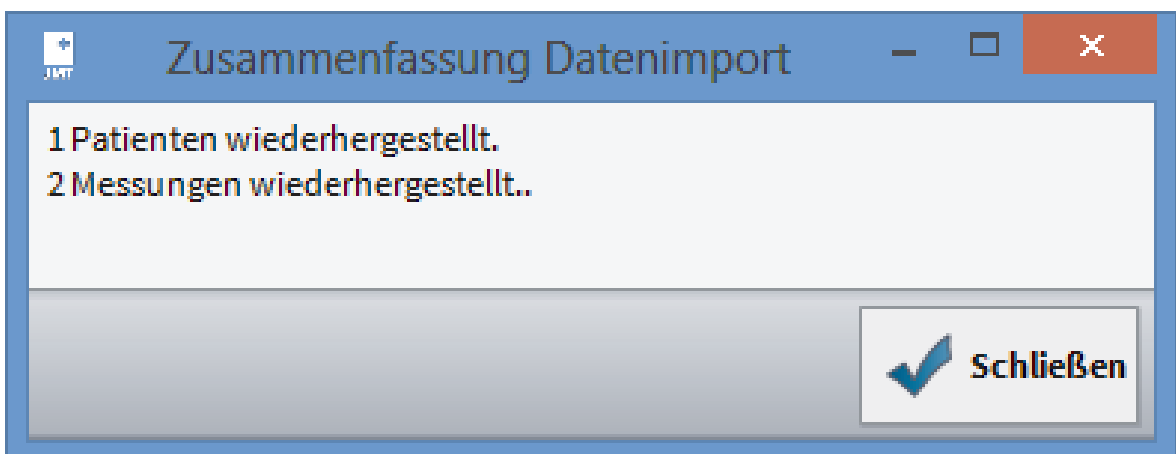 Zusammenfassung Datenimport
1 Patienten wiederhergestellt.
2 Messungen wiederhergestellt..
Schließen